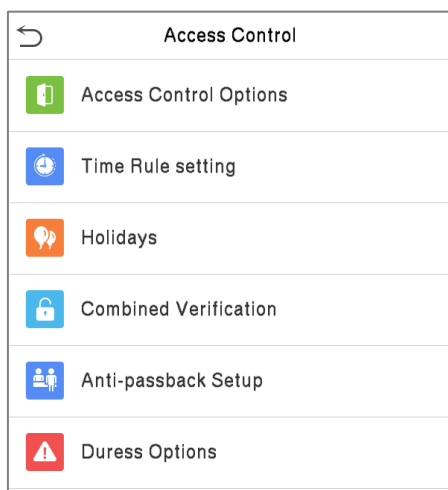 Access Control
Access Control Options
Time Rule setting
Holidays
Combined Verification
Anti-passback Setup
Duress Options